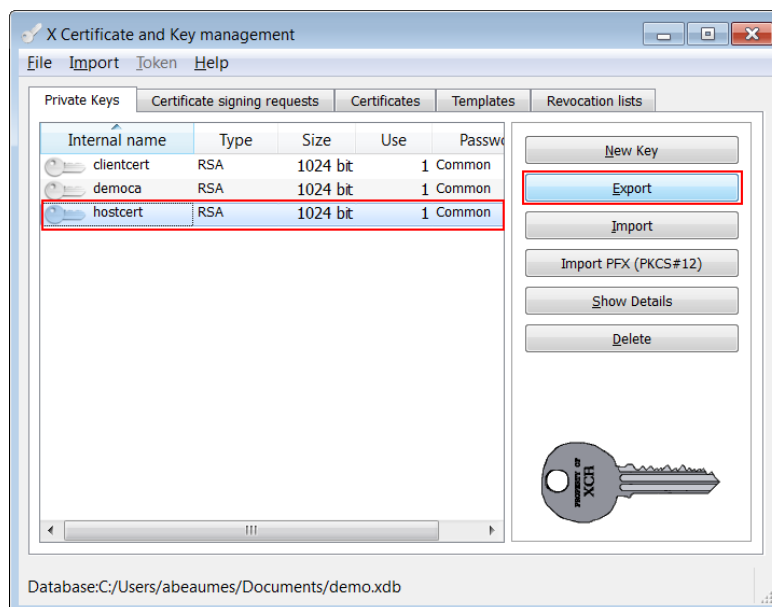 X Certificate and Key management
File Import Token Help
Private Keys Certificate signing requests Certificates Templates Revocation lists
Internal name Type Size Use Passwo
clientcert RSA 1024 bit 1 Common
democa RSA 1024 bit 1 Common
hostcert RSA 1024 bit 1 Common
New Key
Export
Import
Import PFX (PKCS#12)
Show Details
Delete
PROPERTY OF
XCA
Database:C:/Users/abeaumes/Documents/demo.xdb